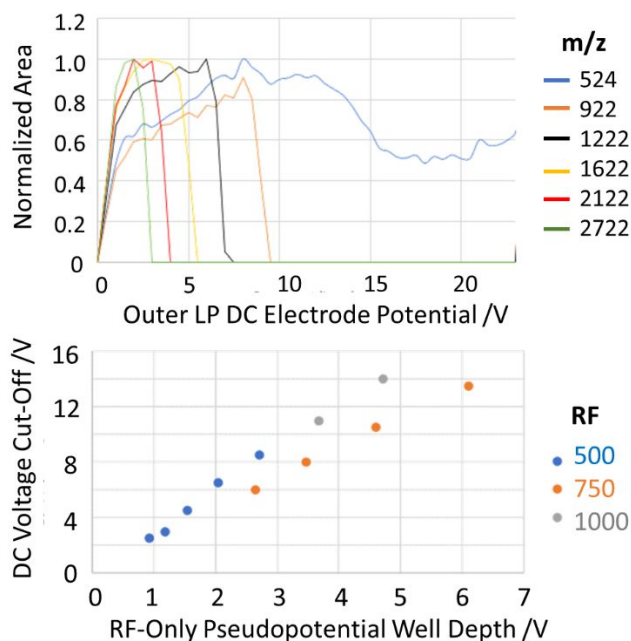 1.2
1.0
0.8
0.6
0.4
0.2
0
Normalized Area
0 5 10 15 20
Outer LP DC Electrode Potential /V
m/z
524
922
1222
1622
2122
2722
16
12
8
4
0
DC Voltage Cut-Off /V
0 1 2 3 4 5 6 7
RF-Only Pseudopotential Well Depth /V
RF
500
750
1000